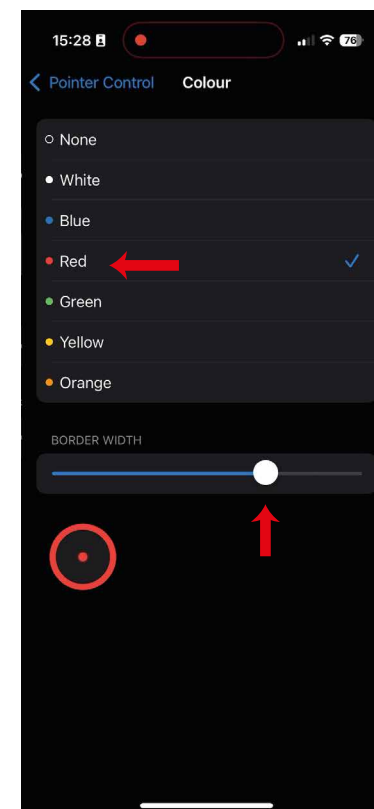 15:28 76
Pointer Control Colour
None
White
Blue
Red
Green
Yellow
Orange
BORDER WIDTH